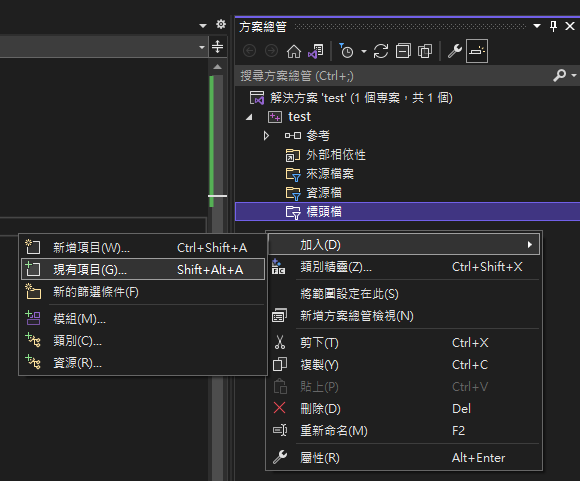 方案總管
搜尋方案總管 (Ctrl+;)
解決方案 'test' (1 個專案，共 1 個)
test
參考
外部相依性
來源檔案
資源檔
標頭檔
加入(D)
類別精靈(Z)... Ctrl+Shift+X
將範圍設定在此(S)
新增方案總管檢視(N)
剪下(T) Ctrl+X
複製(Y) Ctrl+C
貼上(P) Ctrl+V
刪除(D) Del
重新命名(M) F2
屬性(R) Alt+Enter
新增項目(W)... Ctrl+Shift+A
現有項目(G)... Shift+Alt+A
新的篩選條件(F)
模組(M)...
類別(C)...
資源(R)...